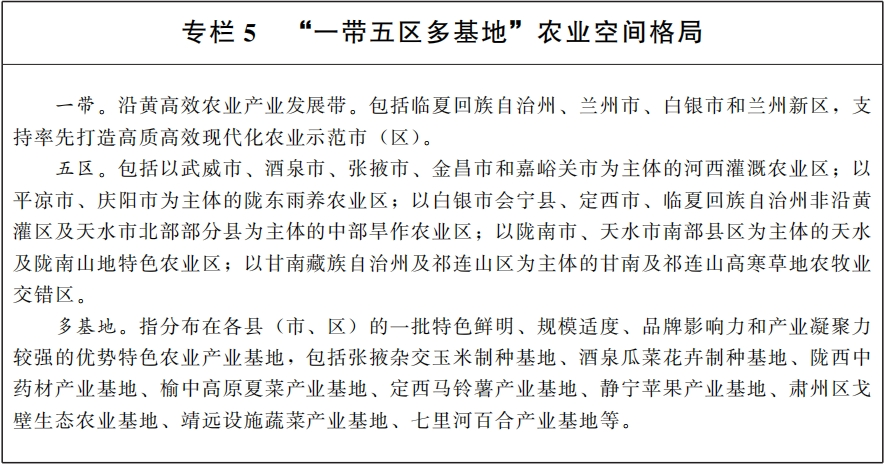 专栏 5 “一带五区多基地”农业空间格局
一带。沿黄高效农业产业发展带。包括临夏回族自治州、兰州市、白银市和兰州新区，支
持率先打造高质高效现代化农业示范市（区）。
五区。包括以武威市、酒泉市、张掖市、金昌市和嘉峪关市为主体的河西灌溉农业区；以
平凉市、庆阳市为主体的陇东雨养农业区；以白银市会宁县、定西市、临夏回族自治州非沿黄
灌区及天水市北部部分县为主体的中部旱作农业区；以陇南市、天水市南部县区为主体的天水
及陇南山地特色农业区；以甘南藏族自治州及祁连山区为主体的甘南及祁连山高寒草地农牧业
交错区。
多基地。指分布在各县（市、区）的一批特色鲜明、规模适度、品牌影响力和产业凝聚力
较强的优势特色农业产业基地，包括张掖杂交玉米制种基地、酒泉瓜菜花卉制种基地、陇西中
药材产业基地、榆中高原夏菜产业基地、定西马铃薯产业基地、静宁苹果产业基地、肃州区戈
壁生态农业基地、靖远设施蔬菜产业基地、七里河百合产业基地等。